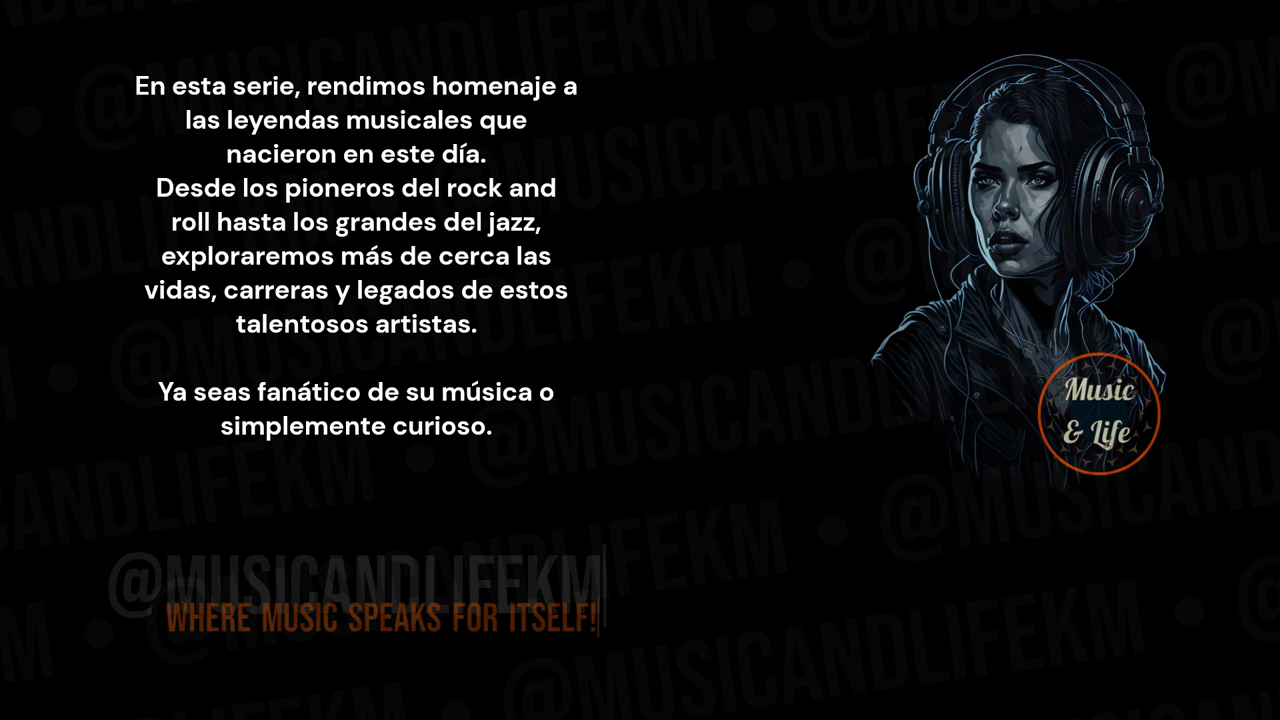 En esta serie, rendimos homenaje a
las leyendas musicales que
nacieron en este día.
Desde los pioneros del rock and
roll hasta los grandes del jazz,
exploraremos más de cerca las
vidas, carreras y legados de estos
talentosos artistas.
Ya seas fanático de su música o
simplemente curioso.
Music
& Life
@MUSICANDLIFEKM
WHERE MUSIC SPEAKS FOR ITSELF!